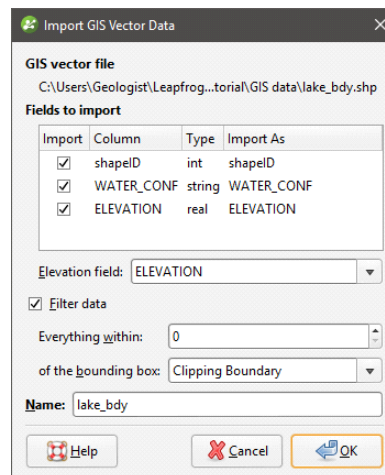 Import GIS Vector Data
GIS vector file
C:\Users\Geologist\Leapfrog...torial\GIS data\lake_bdy.shp
Fields to import
Import Column Type Import As
shapeID int shapeID
WATER_CONF string WATER_CONF
ELEVATION real ELEVATION
Elevation field: ELEVATION
Filter data
Everything within: 0
of the bounding box: Clipping Boundary
Name: lake_bdy
Help Cancel OK